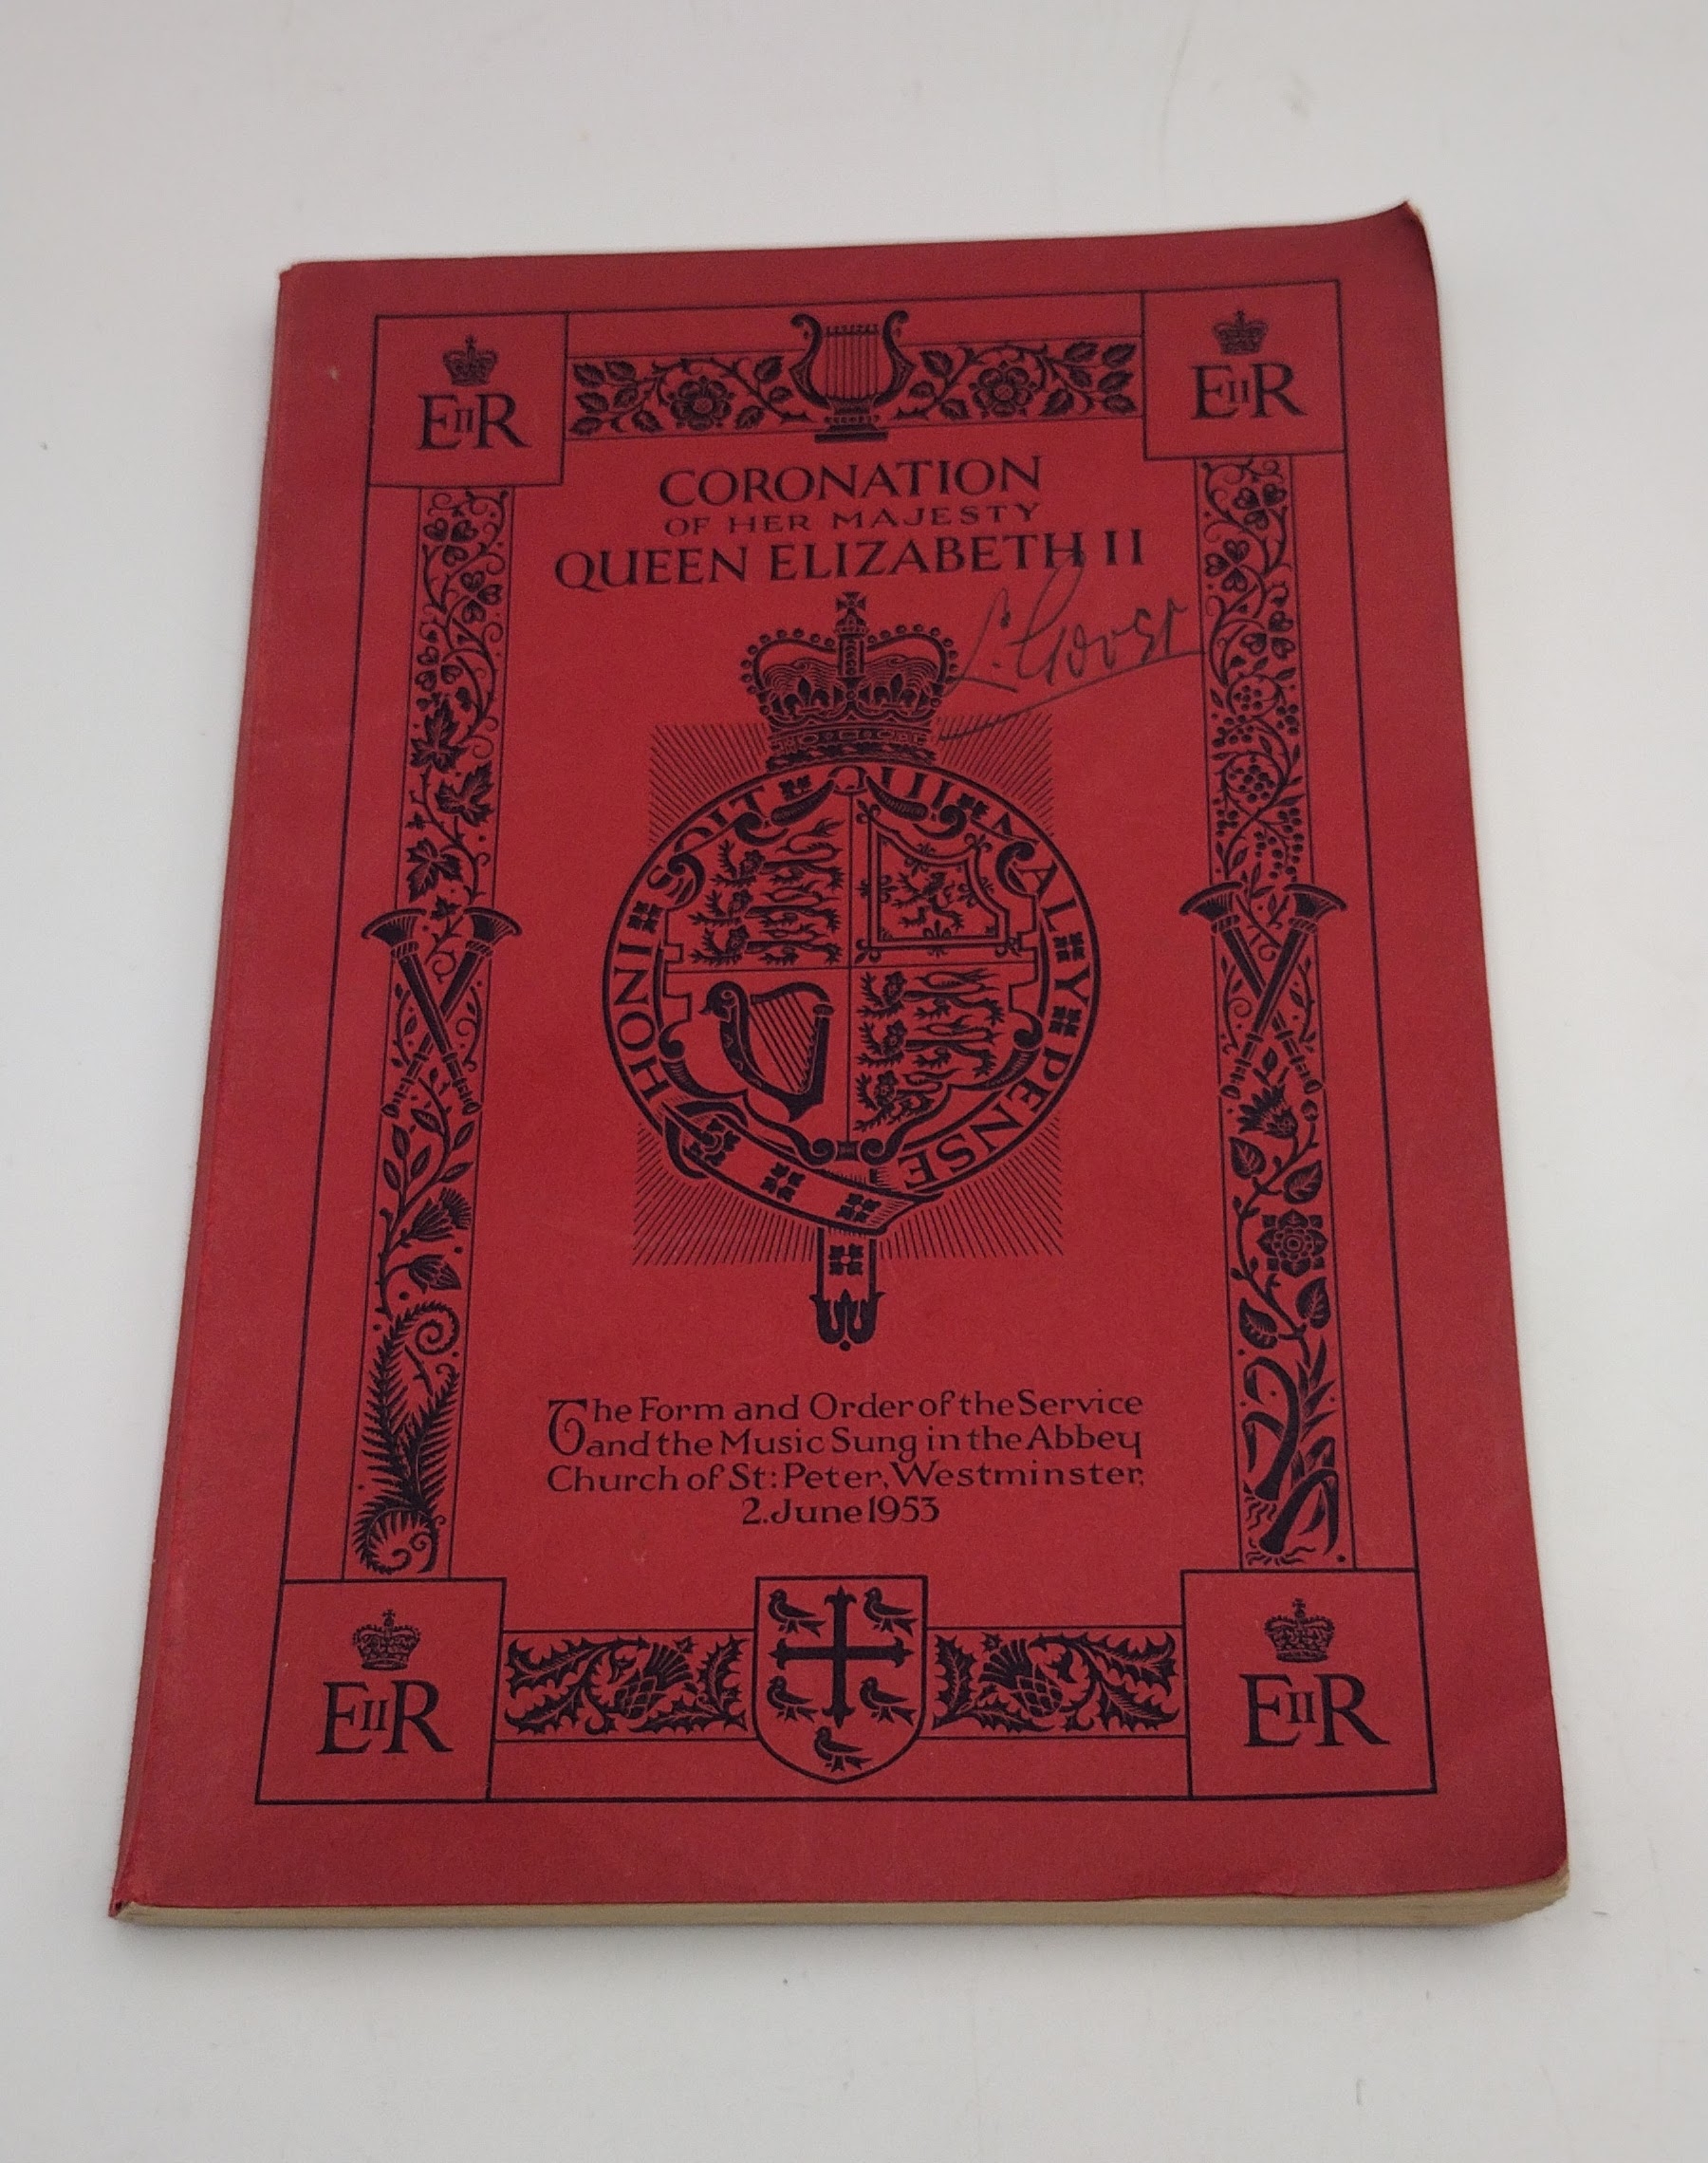 EIIR
EIIR
CORONATION
OF HER MAJESTY
QUEEN ELIZABETH II
HONI SOIT QUI MAL Y PENSE
The Form and Order of the Service
and the Music Sung in the Abbey
Church of St: Peter, Westminster,
2. June 1953
EIIR
EIIR